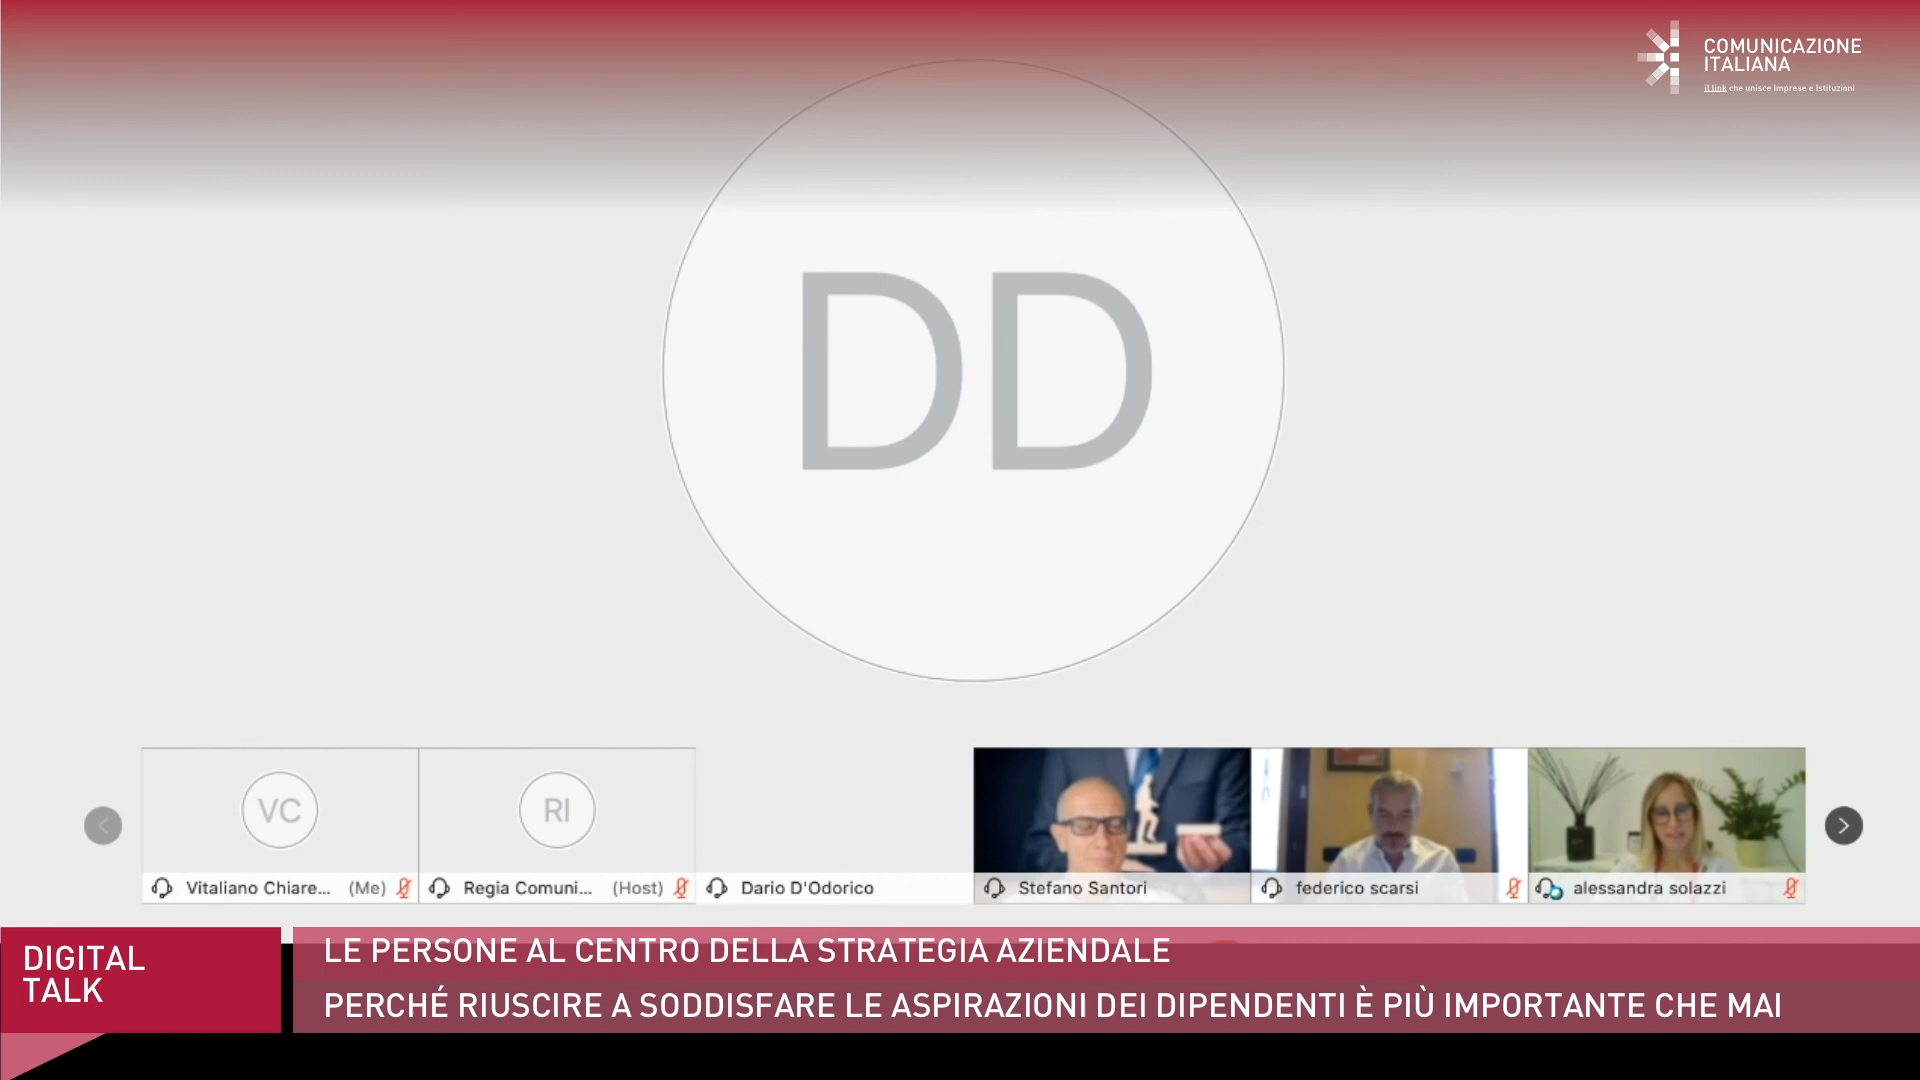 COMUNICAZIONE
ITALIANA
il link che unisce Imprese e Istituzioni
DD
VC
RI
Vitaliano Chiare... (Me)
Regia Comuni... (Host)
Dario D'Odorico
Stefano Santori
federico scarsi
alessandra solazzi
DIGITAL
TALK
LE PERSONE AL CENTRO DELLA STRATEGIA AZIENDALE
PERCHÉ RIUSCIRE A SODDISFARE LE ASPIRAZIONI DEI DIPENDENTI È PIÙ IMPORTANTE CHE MAI